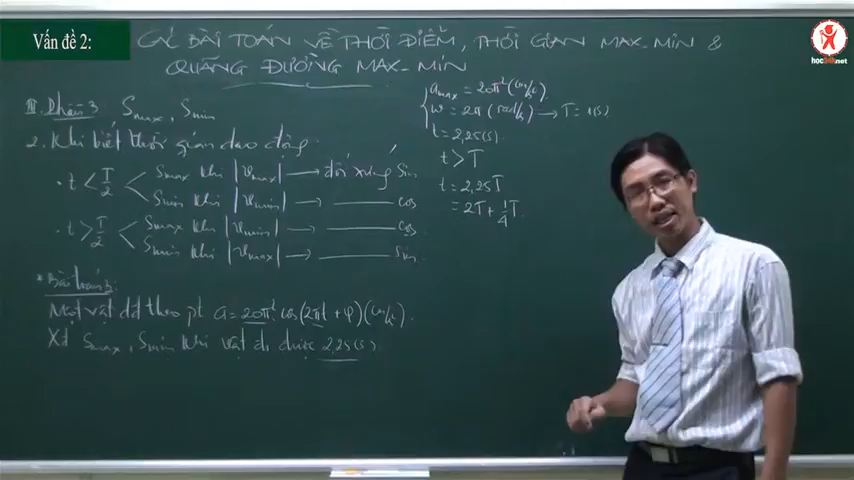 Vấn đề 2:
CÁC BÀI TOÁN VỀ THỜI ĐIỂM, THỜI GIAN MAX-MIN &
QUÃNG ĐƯỜNG MAX-MIN
hoc24h.net
III. Phần 3 Smax, Smin
2. Khi biết thời gian dao động.
· t < T/2 < Smax khi |vmax| → đối xứng Sin
Smin khi |vmin| → ——— cos
· t > T/2 < Smax khi |vmin| → ——— cos
Smin khi |vmax| → ——— Sin
* Bài toán 3:
Một vật dđ theo pt a = 20π² cos(2πt + φ)(cm/s²).
Xđ Smax, Smin khi vật đi được 2,25(s)
amax = 20π² (cm/s²)
ω = 2π (rad/s) → T = 1(s)
t = 2,25(s)
t > T
t = 2,25T
= 2T + 1/4 T.